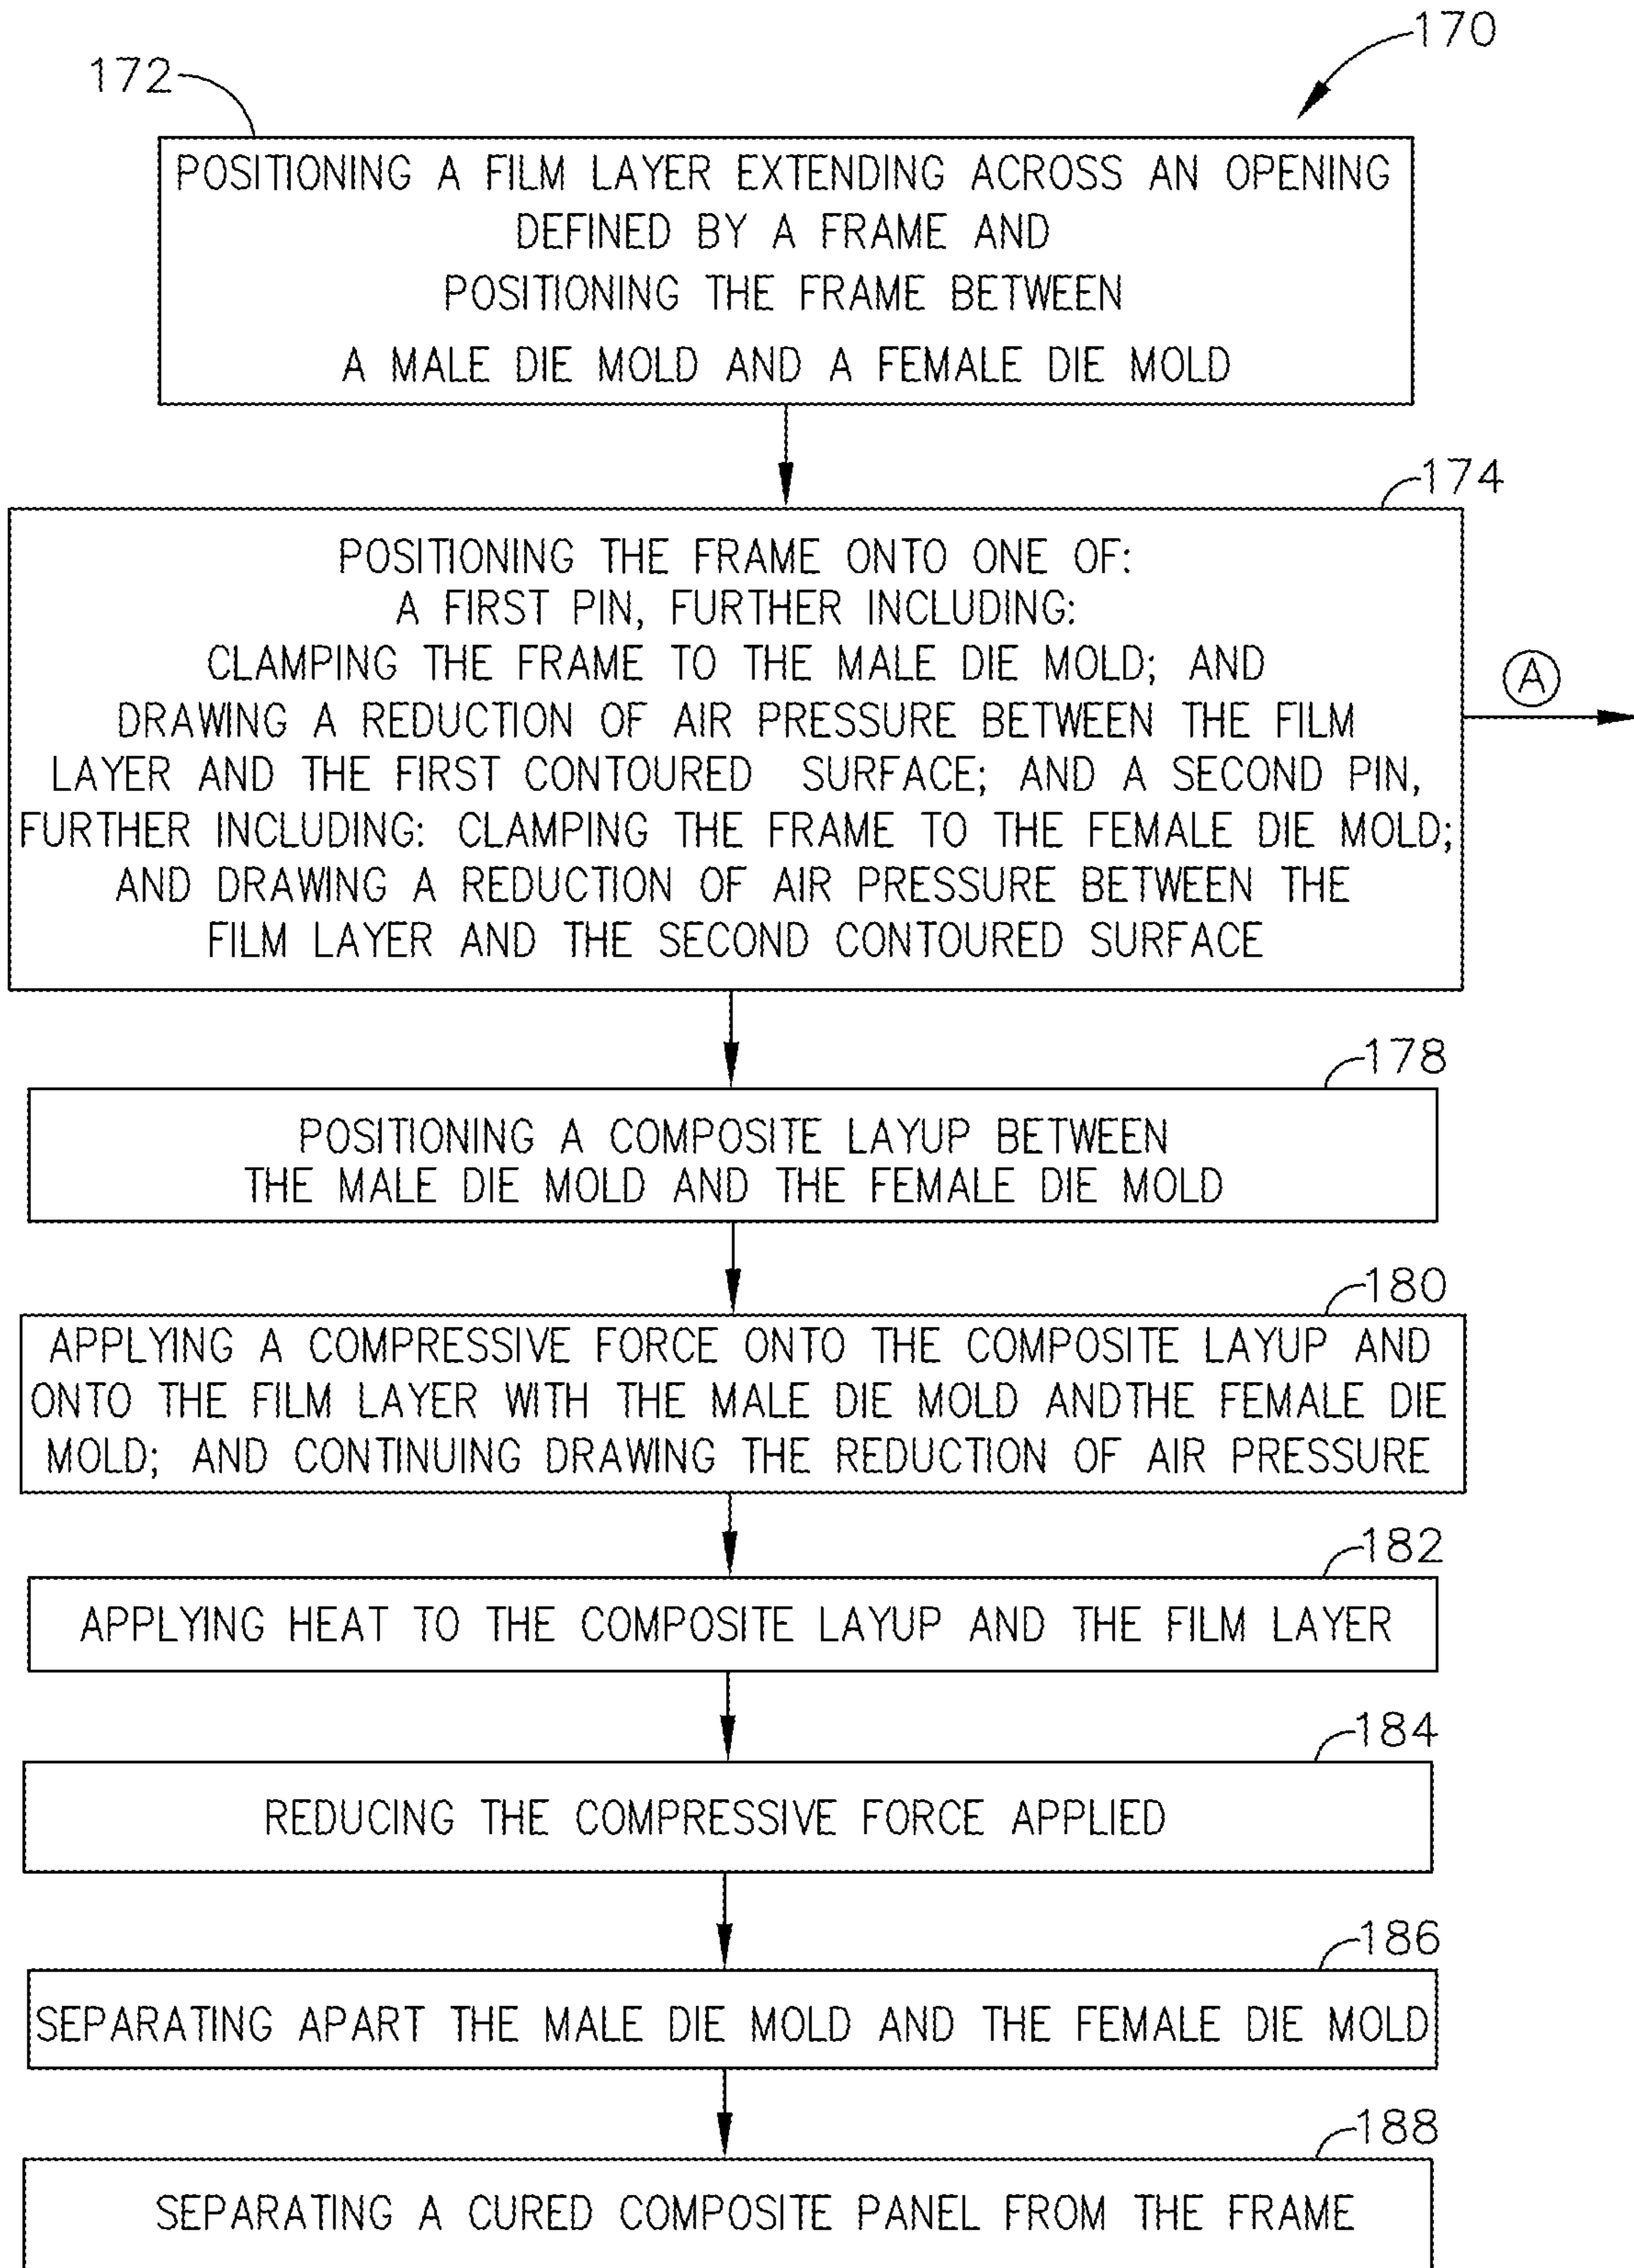 170
172
POSITIONING A FILM LAYER EXTENDING ACROSS AN OPENING
DEFINED BY A FRAME AND
POSITIONING THE FRAME BETWEEN
A MALE DIE MOLD AND A FEMALE DIE MOLD
174
POSITIONING THE FRAME ONTO ONE OF:
A FIRST PIN, FURTHER INCLUDING:
CLAMPING THE FRAME TO THE MALE DIE MOLD; AND
DRAWING A REDUCTION OF AIR PRESSURE BETWEEN THE FILM
LAYER AND THE FIRST CONTOURED SURFACE; AND A SECOND PIN,
FURTHER INCLUDING: CLAMPING THE FRAME TO THE FEMALE DIE MOLD;
AND DRAWING A REDUCTION OF AIR PRESSURE BETWEEN THE
FILM LAYER AND THE SECOND CONTOURED SURFACE
A
178
POSITIONING A COMPOSITE LAYUP BETWEEN
THE MALE DIE MOLD AND THE FEMALE DIE MOLD
180
APPLYING A COMPRESSIVE FORCE ONTO THE COMPOSITE LAYUP AND
ONTO THE FILM LAYER WITH THE MALE DIE MOLD ANDTHE FEMALE DIE
MOLD; AND CONTINUING DRAWING THE REDUCTION OF AIR PRESSURE
182
APPLYING HEAT TO THE COMPOSITE LAYUP AND THE FILM LAYER
184
REDUCING THE COMPRESSIVE FORCE APPLIED
186
SEPARATING APART THE MALE DIE MOLD AND THE FEMALE DIE MOLD
188
SEPARATING A CURED COMPOSITE PANEL FROM THE FRAME